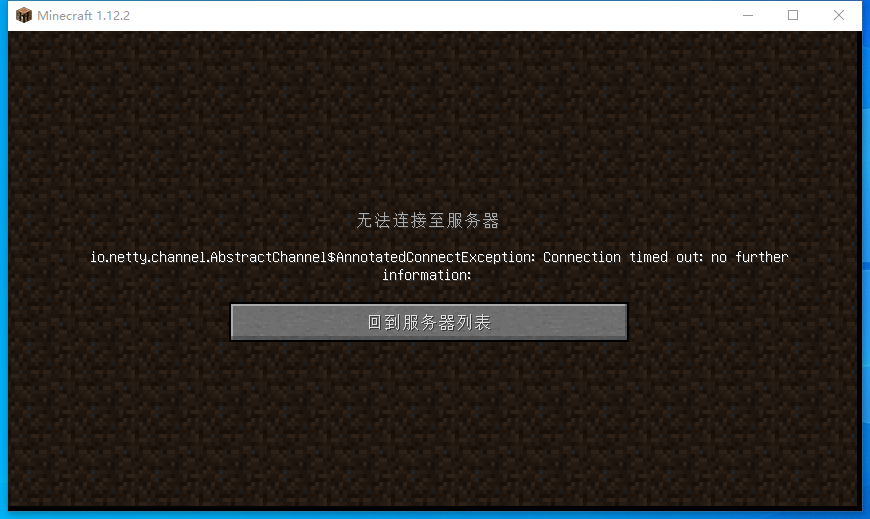 Minecraft 1.12.2
无法连接至服务器
io.netty.channel.AbstractChannel$AnnotatedConnectException: Connection timed out: no further
information:
回到服务器列表